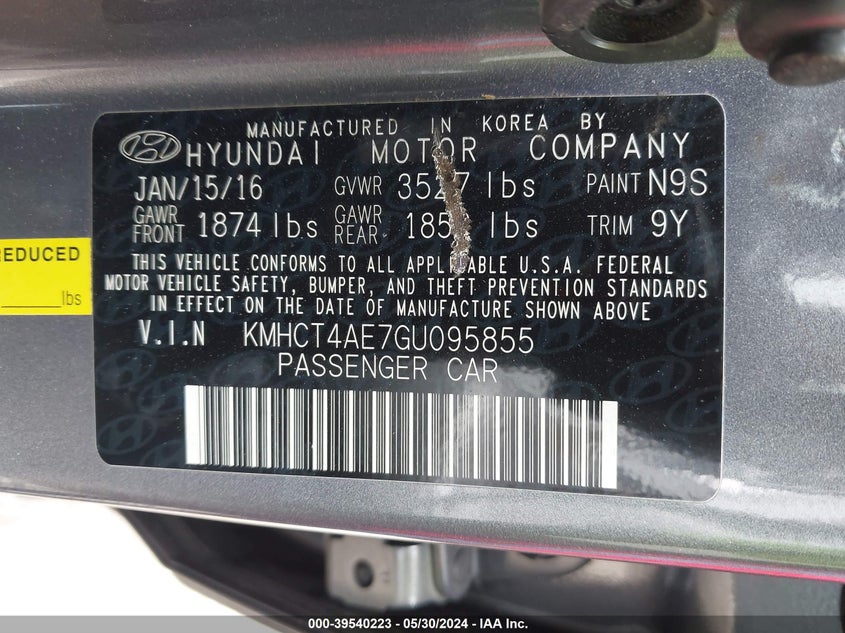 MANUFACTURED IN KOREA BY
HYUNDAI MOTOR COMPANY
JAN/15/16 GVWR lbs PAINT N9S
GAWR FRONT 1874 lbs GAWR REAR lbs TRIM 9Y
THIS VEHICLE CONFORMS TO ALL APPLICABLE U.S.A. FEDERAL
MOTOR VEHICLE SAFETY, BUMPER, AND THEFT PREVENTION STANDARDS
IN EFFECT ON THE DATE OF MANUFACTURE SHOWN ABOVE
V.I.N KMHCT4AE7GU095855
PASSENGER CAR
REDUCED
lbs
000-39540223 - 05/30/2024 - IAA Inc.